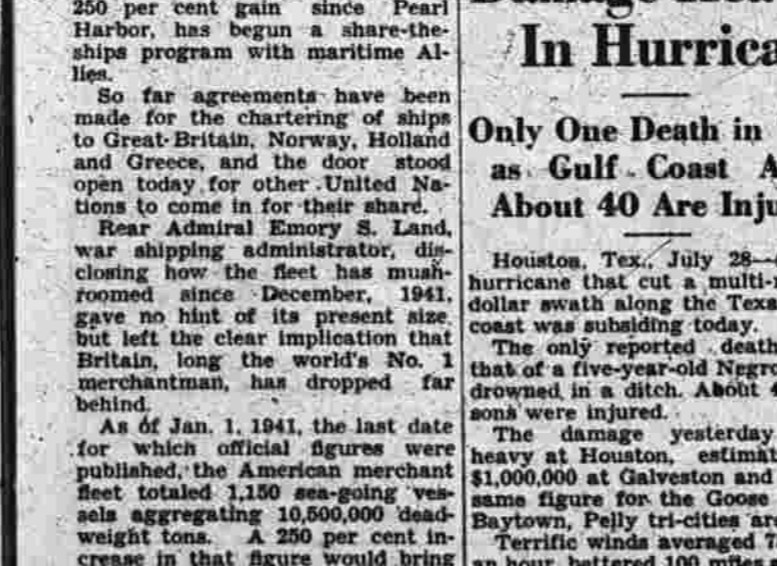 250 per cent gain since Pearl
Harbor, has begun a share-the-
ships program with maritime Al-
lies.
So far agreements have been
made for the chartering of ships
to Great Britain, Norway, Holland
and Greece, and the door stood
open today for other United Na-
tions to come in for their share.
Rear Admiral Emory S. Land,
war shipping administrator, dis-
closing how the fleet has mush-
roomed since December, 1941,
gave no hint of its present size
but left the clear implication that
Britain, long the world's No. 1
merchantman, has dropped far
behind.
As of Jan. 1, 1941, the last date
for which official figures were
published, the American merchant
fleet totaled 1,150 sea-going ves-
sels aggregating 10,500,000 dead-
weight tons. A 250 per cent in-
crease in that figure would bring
In Hurrica
Only One Death in
as Gulf Coast A
About 40 Are Inju
Houston, Tex., July 28—
hurricane that cut a multi-
dollar swath along the Texa
coast was subsiding today.
The only reported death
that of a five-year-old Negro
drowned in a ditch. About
sons were injured.
The damage yesterday
heavy at Houston, estimat
$1,000,000 at Galveston and
same figure for the Goose
Baytown, Pelly tri-cities ar
Terrific winds averaged 7
an hour, battered 100 miles